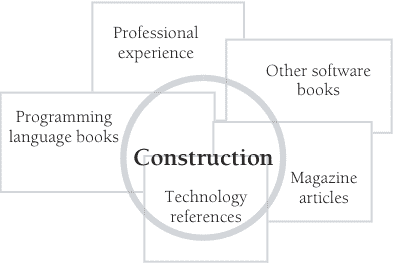 Professional
experience
Other software
books
Programming
language books
Construction
Magazine
articles
Technology
references